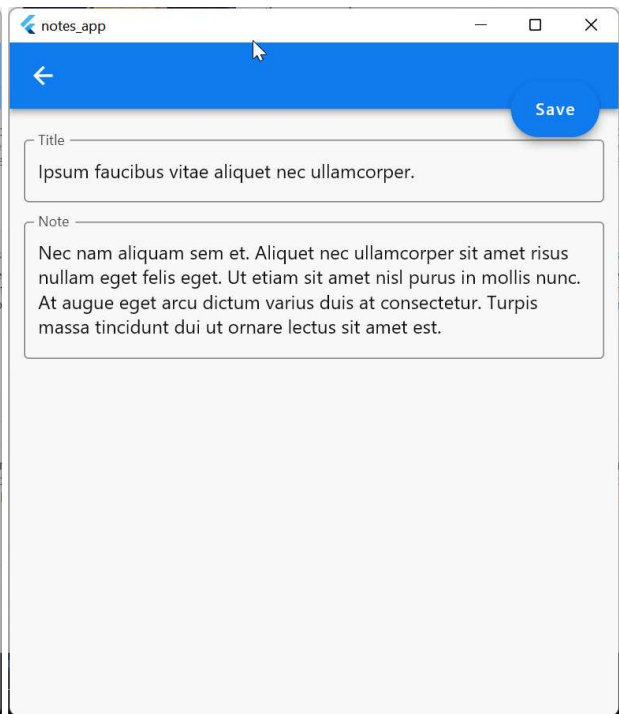 notes_app
Save
Title
Ipsum faucibus vitae aliquet nec ullamcorper.
Note
Nec nam aliquam sem et. Aliquet nec ullamcorper sit amet risus
nullam eget felis eget. Ut etiam sit amet nisl purus in mollis nunc.
At augue eget arcu dictum varius duis at consectetur. Turpis
massa tincidunt dui ut ornare lectus sit amet est.